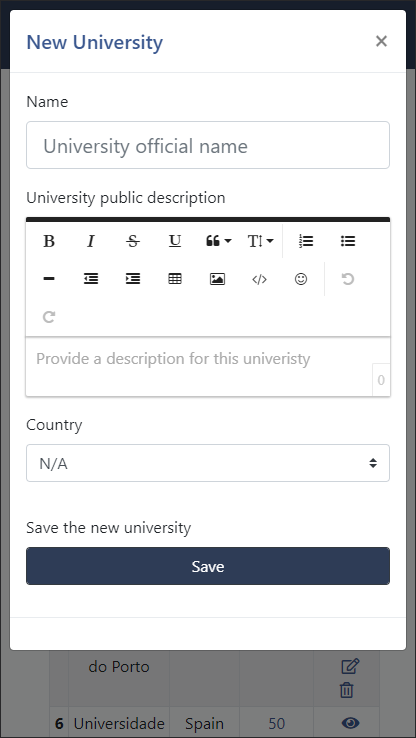 New University
×
Name
University official name
University public description
B I S U T
Provide a description for this univeristy
0
Country
N/A
Save the new university
Save
do Porto
6 Universidade Spain 50